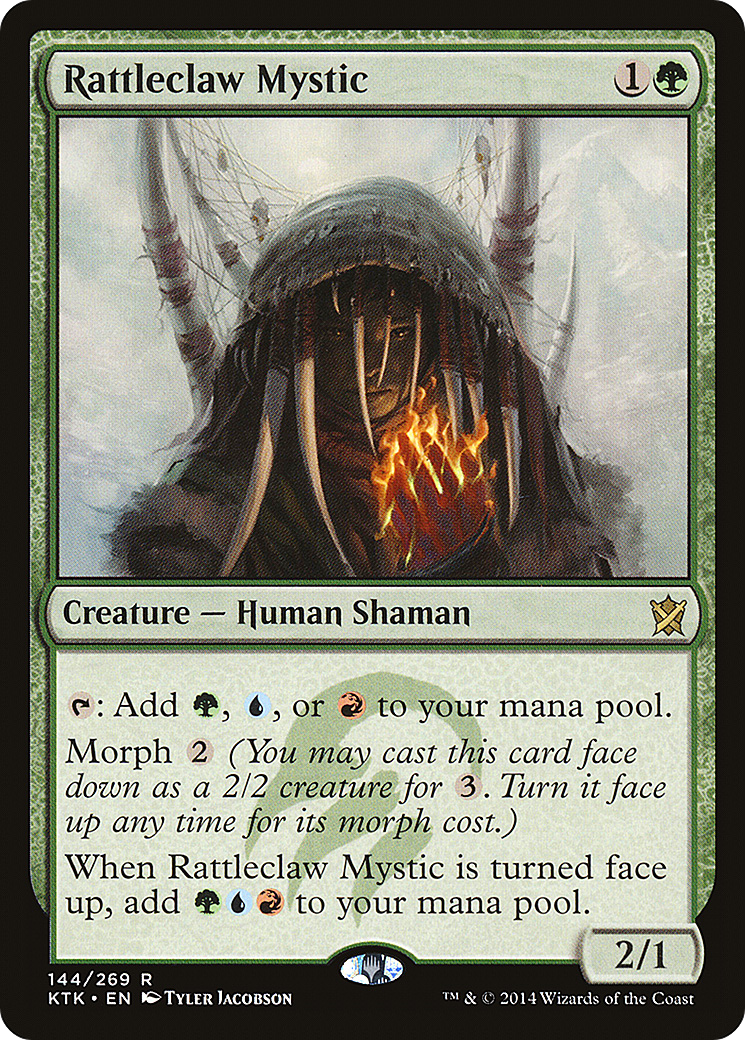 Rattleclaw Mystic 1
Creature — Human Shaman
: Add , , or to your mana pool.
Morph 2 (You may cast this card face
down as a 2/2 creature for 3. Turn it face
up any time for its morph cost.)
When Rattleclaw Mystic is turned face
up, add to your mana pool.
2/1
144/269 R
KTK • EN Tyler Jacobson
™ & © 2014 Wizards of the Coast